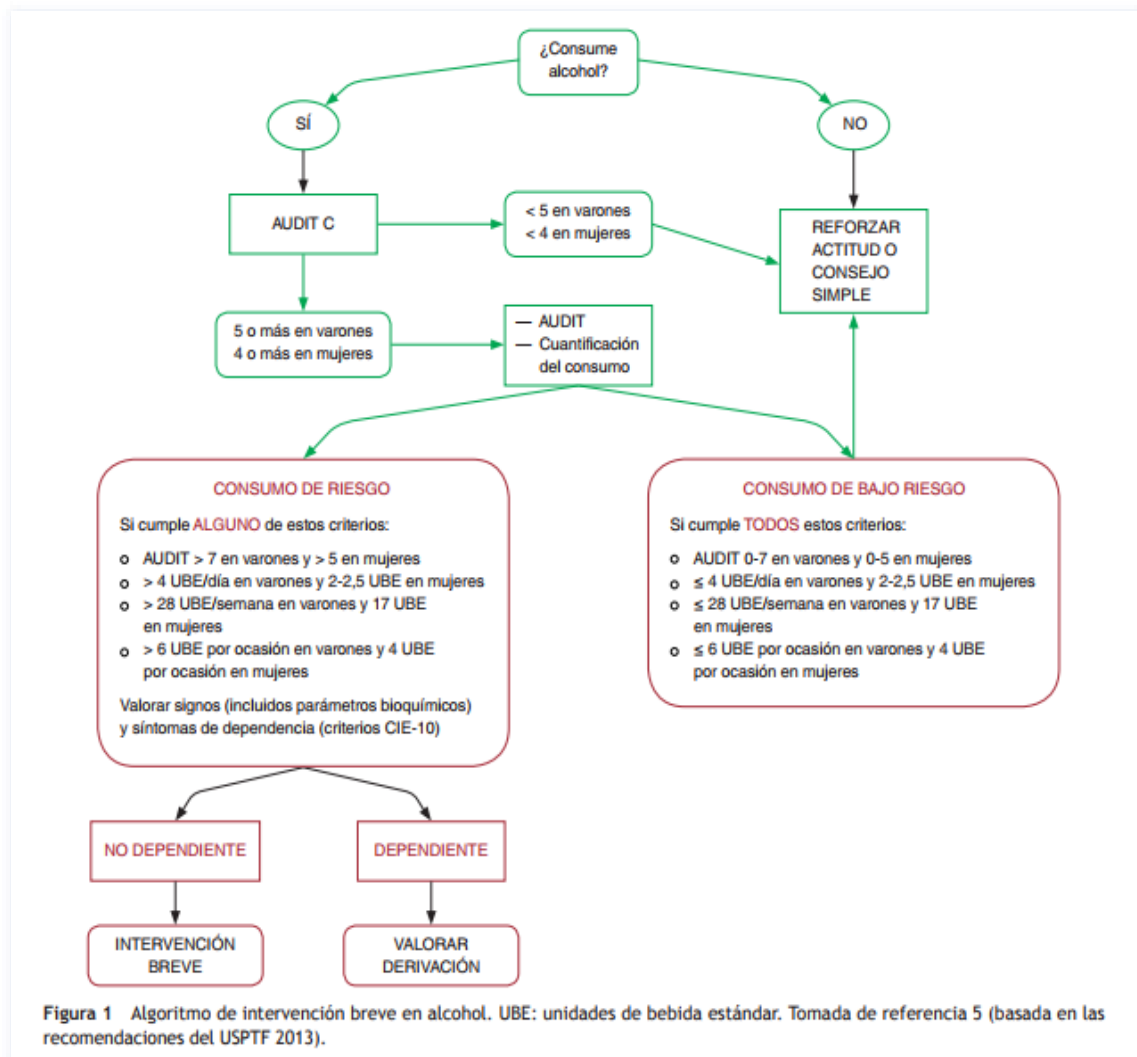 ¿Consume
alcohol?
SÍ
NO
AUDIT C
< 5 en varones
< 4 en mujeres
REFORZAR
ACTITUD O
CONSEJO
SIMPLE
5 o más en varones
4 o más en mujeres
— AUDIT
— Cuantificación
del consumo
CONSUMO DE RIESGO
Si cumple ALGUNO de estos criterios:
o AUDIT > 7 en varones y > 5 en mujeres
o > 4 UBE/día en varones y 2-2,5 UBE en mujeres
o > 28 UBE/semana en varones y 17 UBE
en mujeres
o > 6 UBE por ocasión en varones y 4 UBE
por ocasión en mujeres
Valorar signos (incluidos parámetros bioquímicos)
y síntomas de dependencia (criterios CIE-10)
CONSUMO DE BAJO RIESGO
Si cumple TODOS estos criterios:
o AUDIT 0-7 en varones y 0-5 en mujeres
o ≤ 4 UBE/día en varones y 2-2,5 UBE en mujeres
o ≤ 28 UBE/semana en varones y 17 UBE
en mujeres
o ≤ 6 UBE por ocasión en varones y 4 UBE
por ocasión en mujeres
NO DEPENDIENTE
DEPENDIENTE
INTERVENCIÓN
BREVE
VALORAR
DERIVACIÓN
Figura 1 Algoritmo de intervención breve en alcohol. UBE: unidades de bebida estándar. Tomada de referencia 5 (basada en las
recomendaciones del USPTF 2013).